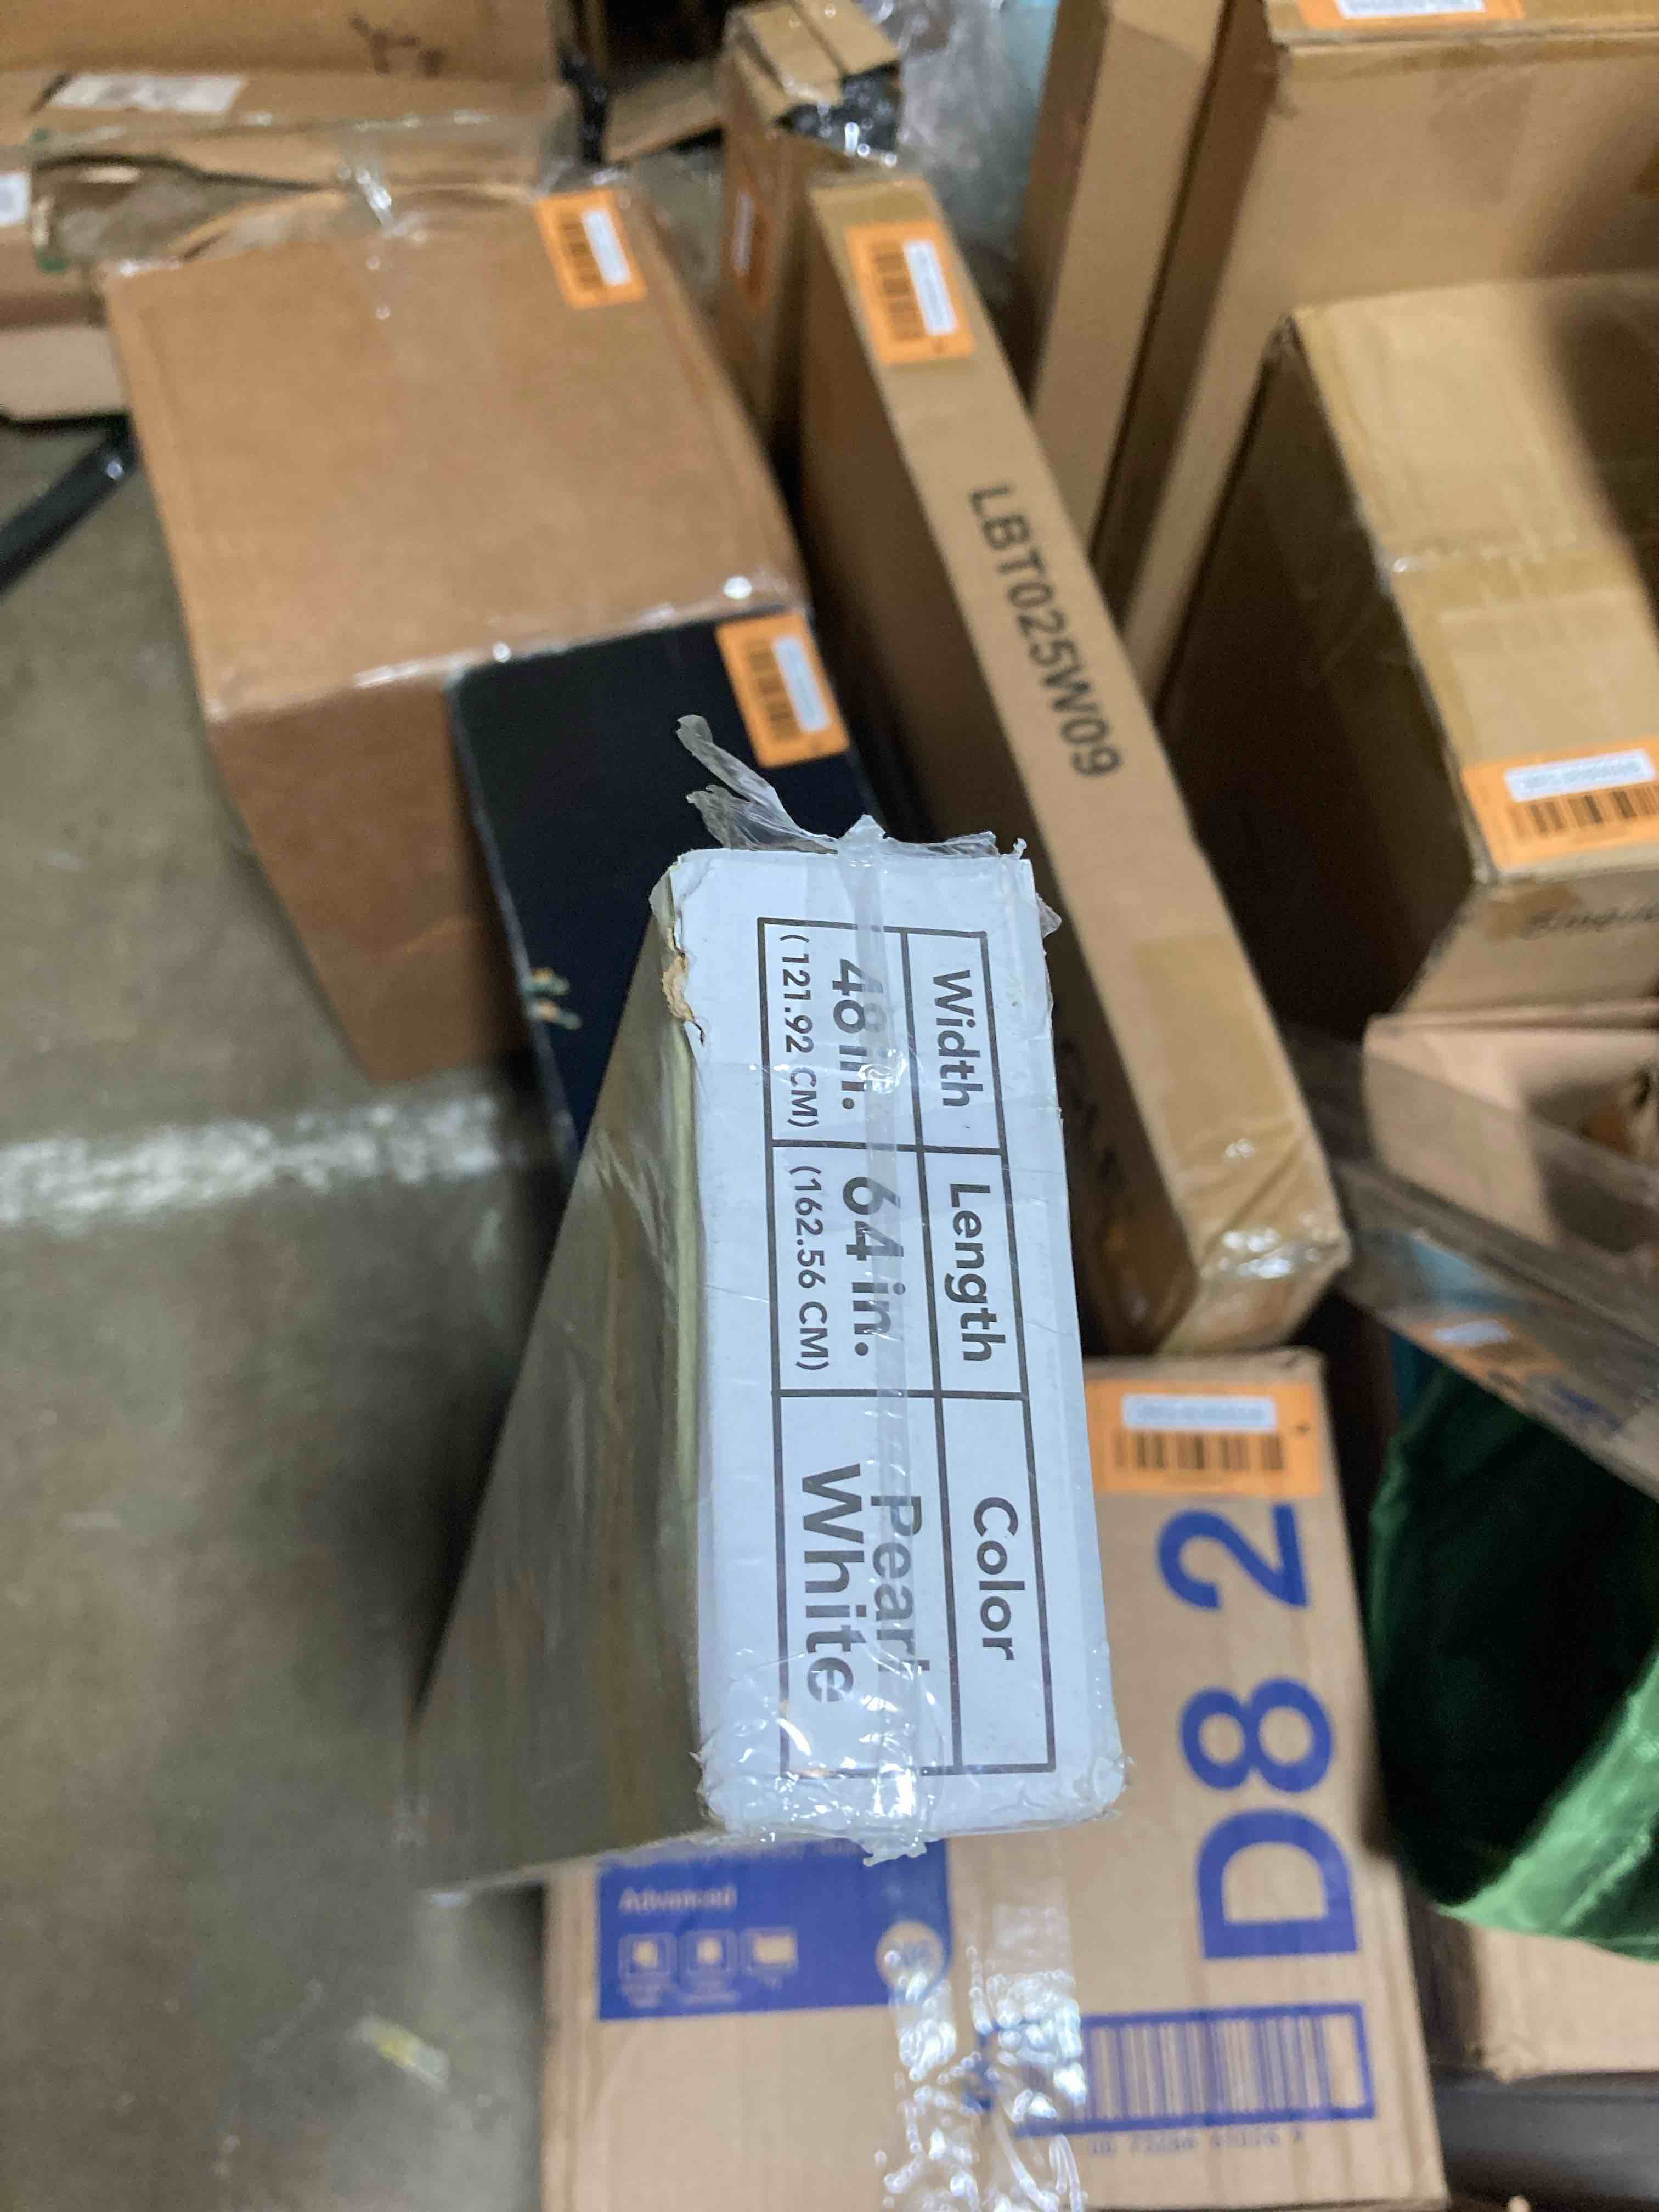 Width
Length
Color
48 in.
(121.92 CM)
64 in.
(162.56 CM)
Pearl
White
LBT025W09
D8 2
Advanced